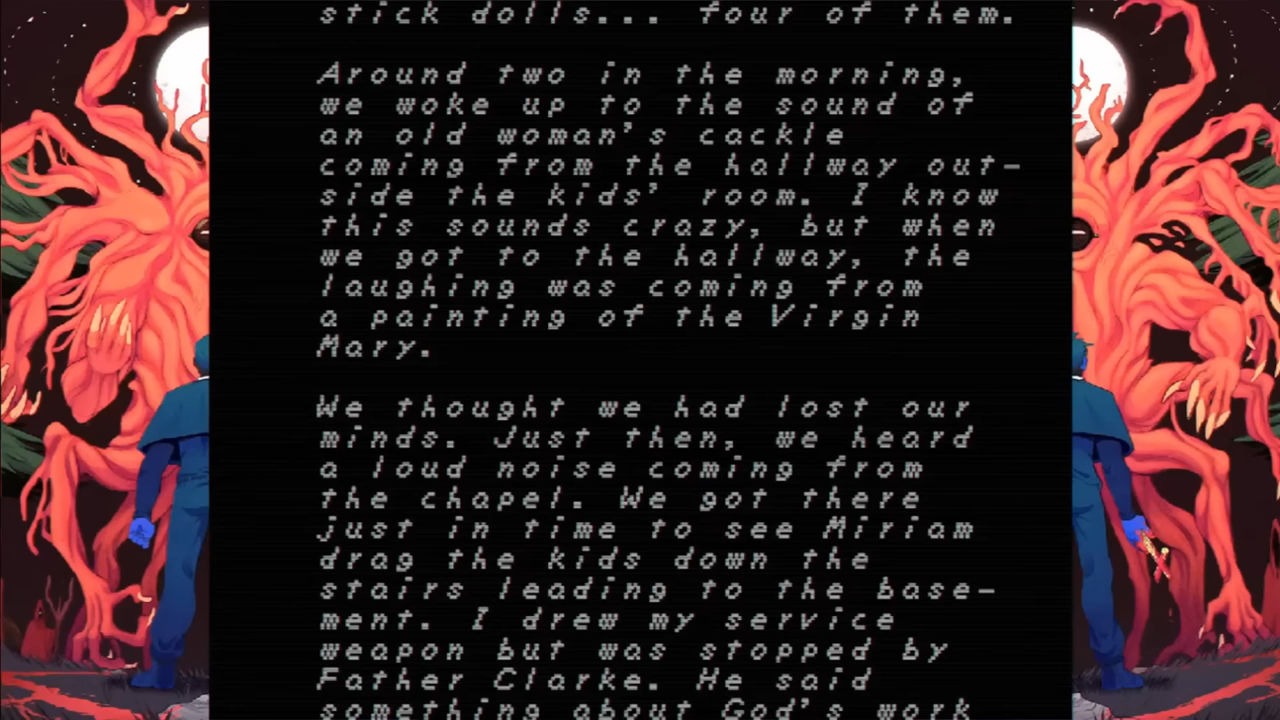 stick dolls... four of them.
Around two in the morning,
we woke up to the sound of
an old woman's cackle
coming from the hallway out-
side the kids' room. I know
this sounds crazy, but when
we got to the hallway, the
laughing was coming from
a painting of the Virgin
Mary.
We thought we had lost our
minds. Just then, we heard
a loud noise coming from
the chapel. We got there
just in time to see Miriam
drag the kids down the
stairs leading to the base-
ment. I drew my service
weapon but was stopped by
Father Clarke. He said
something about God's work